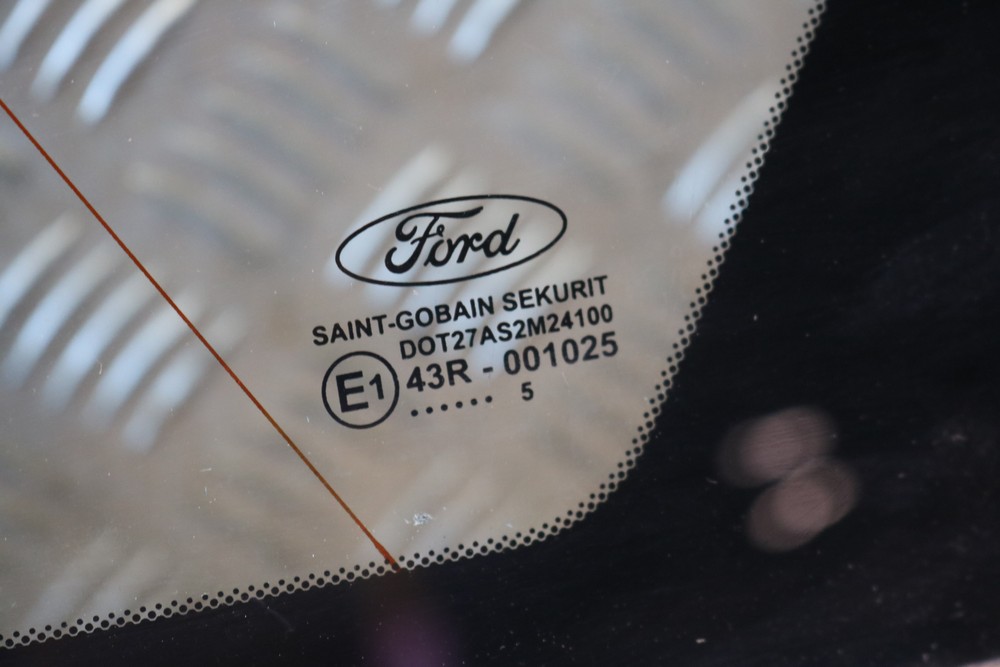 Ford
SAINT-GOBAIN SEKURIT
DOT27AS2M24100
E1 43R - 001025
...... 5